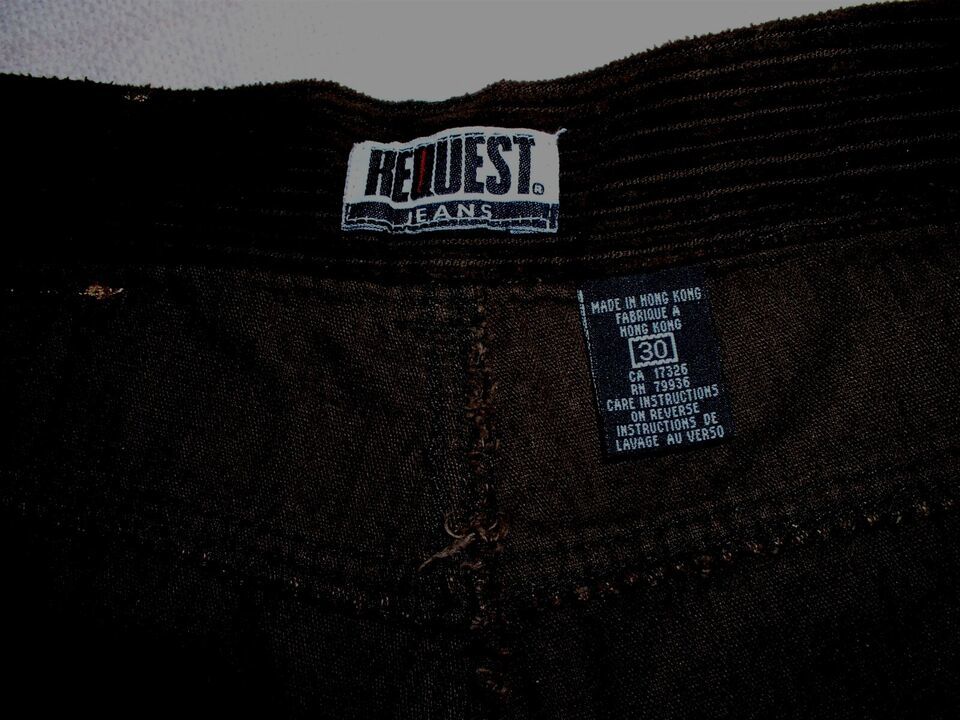 REQUEST®
JEANS
MADE IN HONG KONG
FABRIQUE A
HONG KONG
30
CA 17326
RN 79936
CARE INSTRUCTIONS
ON REVERSE
INSTRUCTIONS DE
LAVAGE AU VERSO